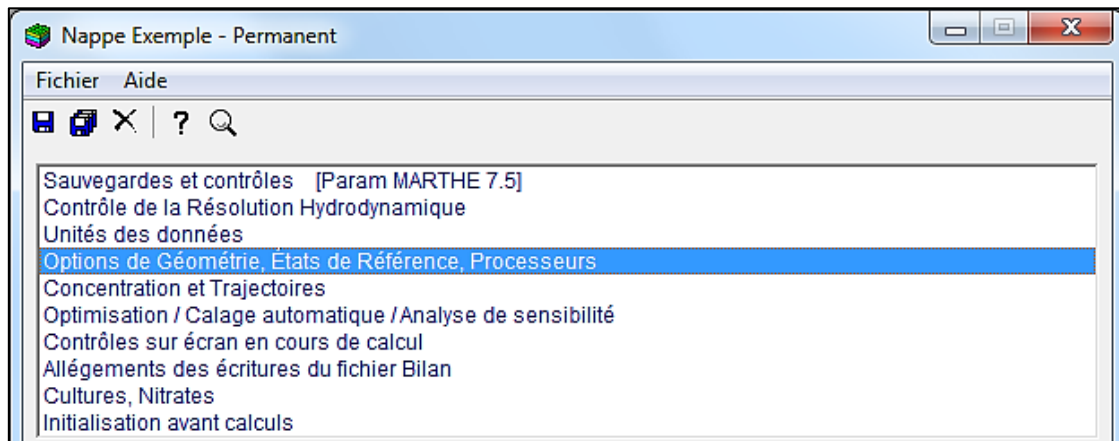 Nappe Exemple - Permanent
Fichier Aide
?
Sauvegardes et contrôles [Param MARTHE 7.5]
Contrôle de la Résolution Hydrodynamique
Unités des données
Options de Géométrie, États de Référence, Processeurs
Concentration et Trajectoires
Optimisation / Calage automatique / Analyse de sensibilité
Contrôles sur écran en cours de calcul
Allégements des écritures du fichier Bilan
Cultures, Nitrates
Initialisation avant calculs